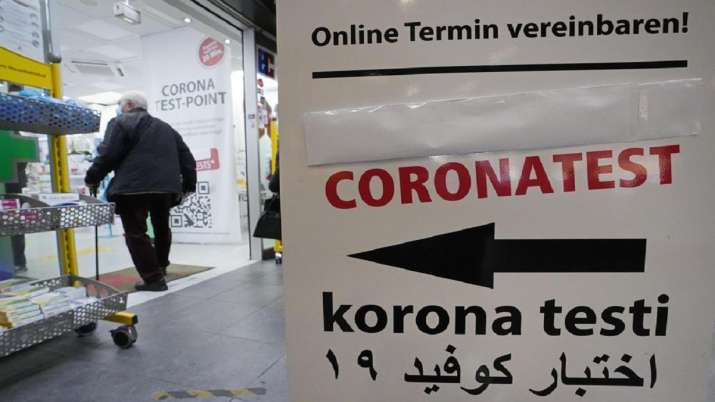 Online Termin vereinbaren!
CORONATEST
korona testi
اختبار كوفيد ١٩
CORONA
TEST-POINT